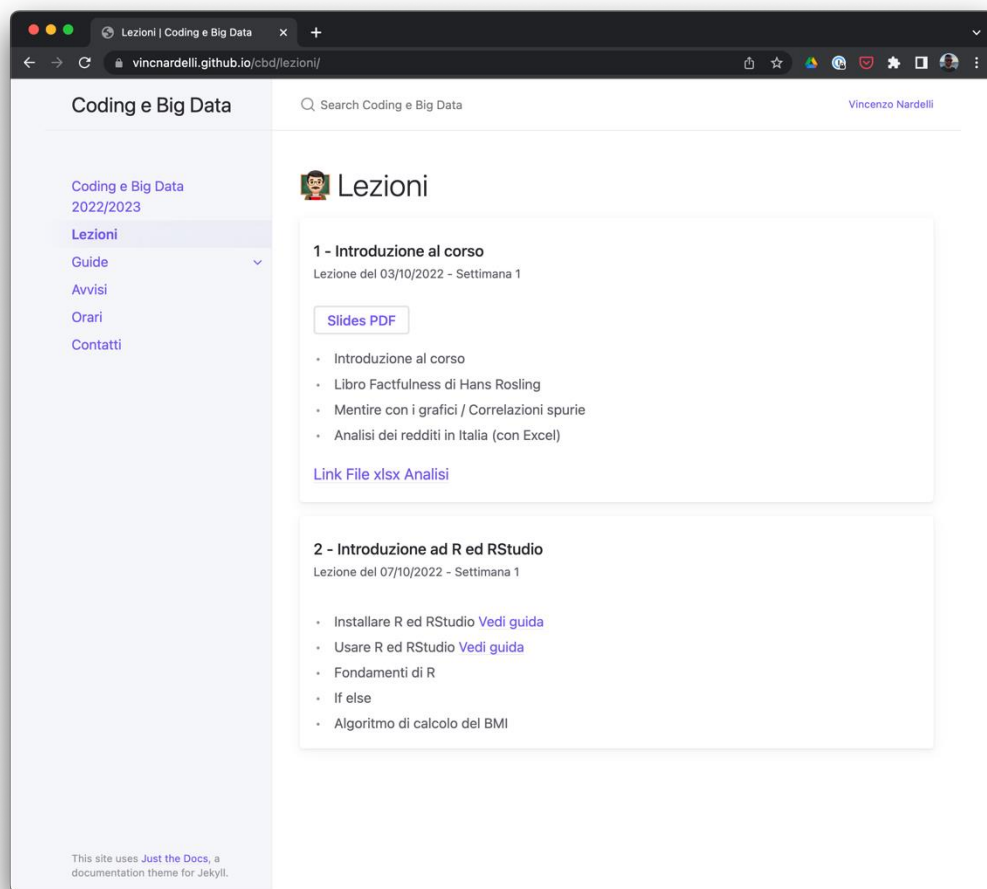 Lezioni | Coding e Big Data
vincnardelli.github.io/cbd/lezioni/
Coding e Big Data
Search Coding e Big Data
Vincenzo Nardelli
Coding e Big Data
2022/2023
Lezioni
Guide
Avvisi
Orari
Contatti
Lezioni
1 - Introduzione al corso
Lezione del 03/10/2022 - Settimana 1
Slides PDF
• Introduzione al corso
• Libro Factfulness di Hans Rosling
• Mentire con i grafici / Correlazioni spurie
• Analisi dei redditi in Italia (con Excel)
Link File xlsx Analisi
2 - Introduzione ad R ed RStudio
Lezione del 07/10/2022 - Settimana 1
• Installare R ed RStudio Vedi guida
• Usare R ed RStudio Vedi guida
• Fondamenti di R
• If else
• Algoritmo di calcolo del BMI
This site uses Just the Docs, a
documentation theme for Jekyll.